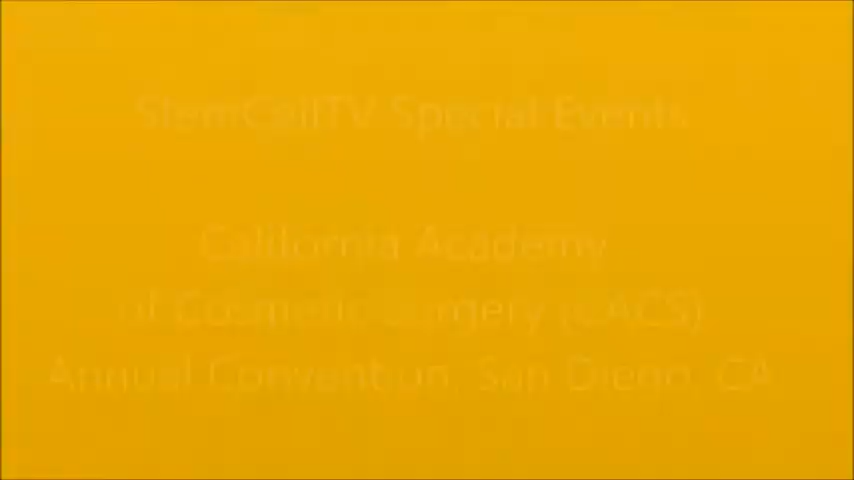 StemCellTV Special Events
California Academy
of Cosmetic Surgery (CACS)
Annual Convention, San Diego, CA